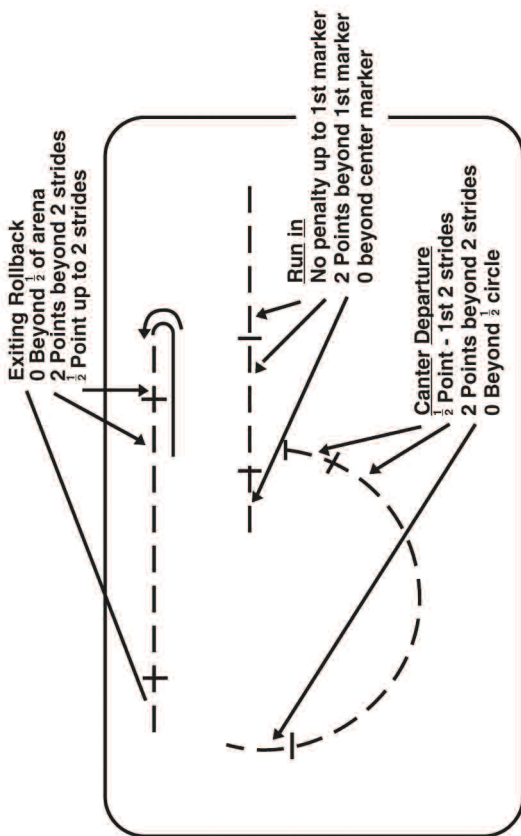 Exiting Rollback
0 Beyond ½ of arena
2 Points beyond 2 strides
½ Point up to 2 strides
Run in
No penalty up to 1st marker
2 Points beyond 1st marker
0 beyond center marker
Canter Departure
½ Point - 1st 2 strides
2 Points beyond 2 strides
0 Beyond ½ circle